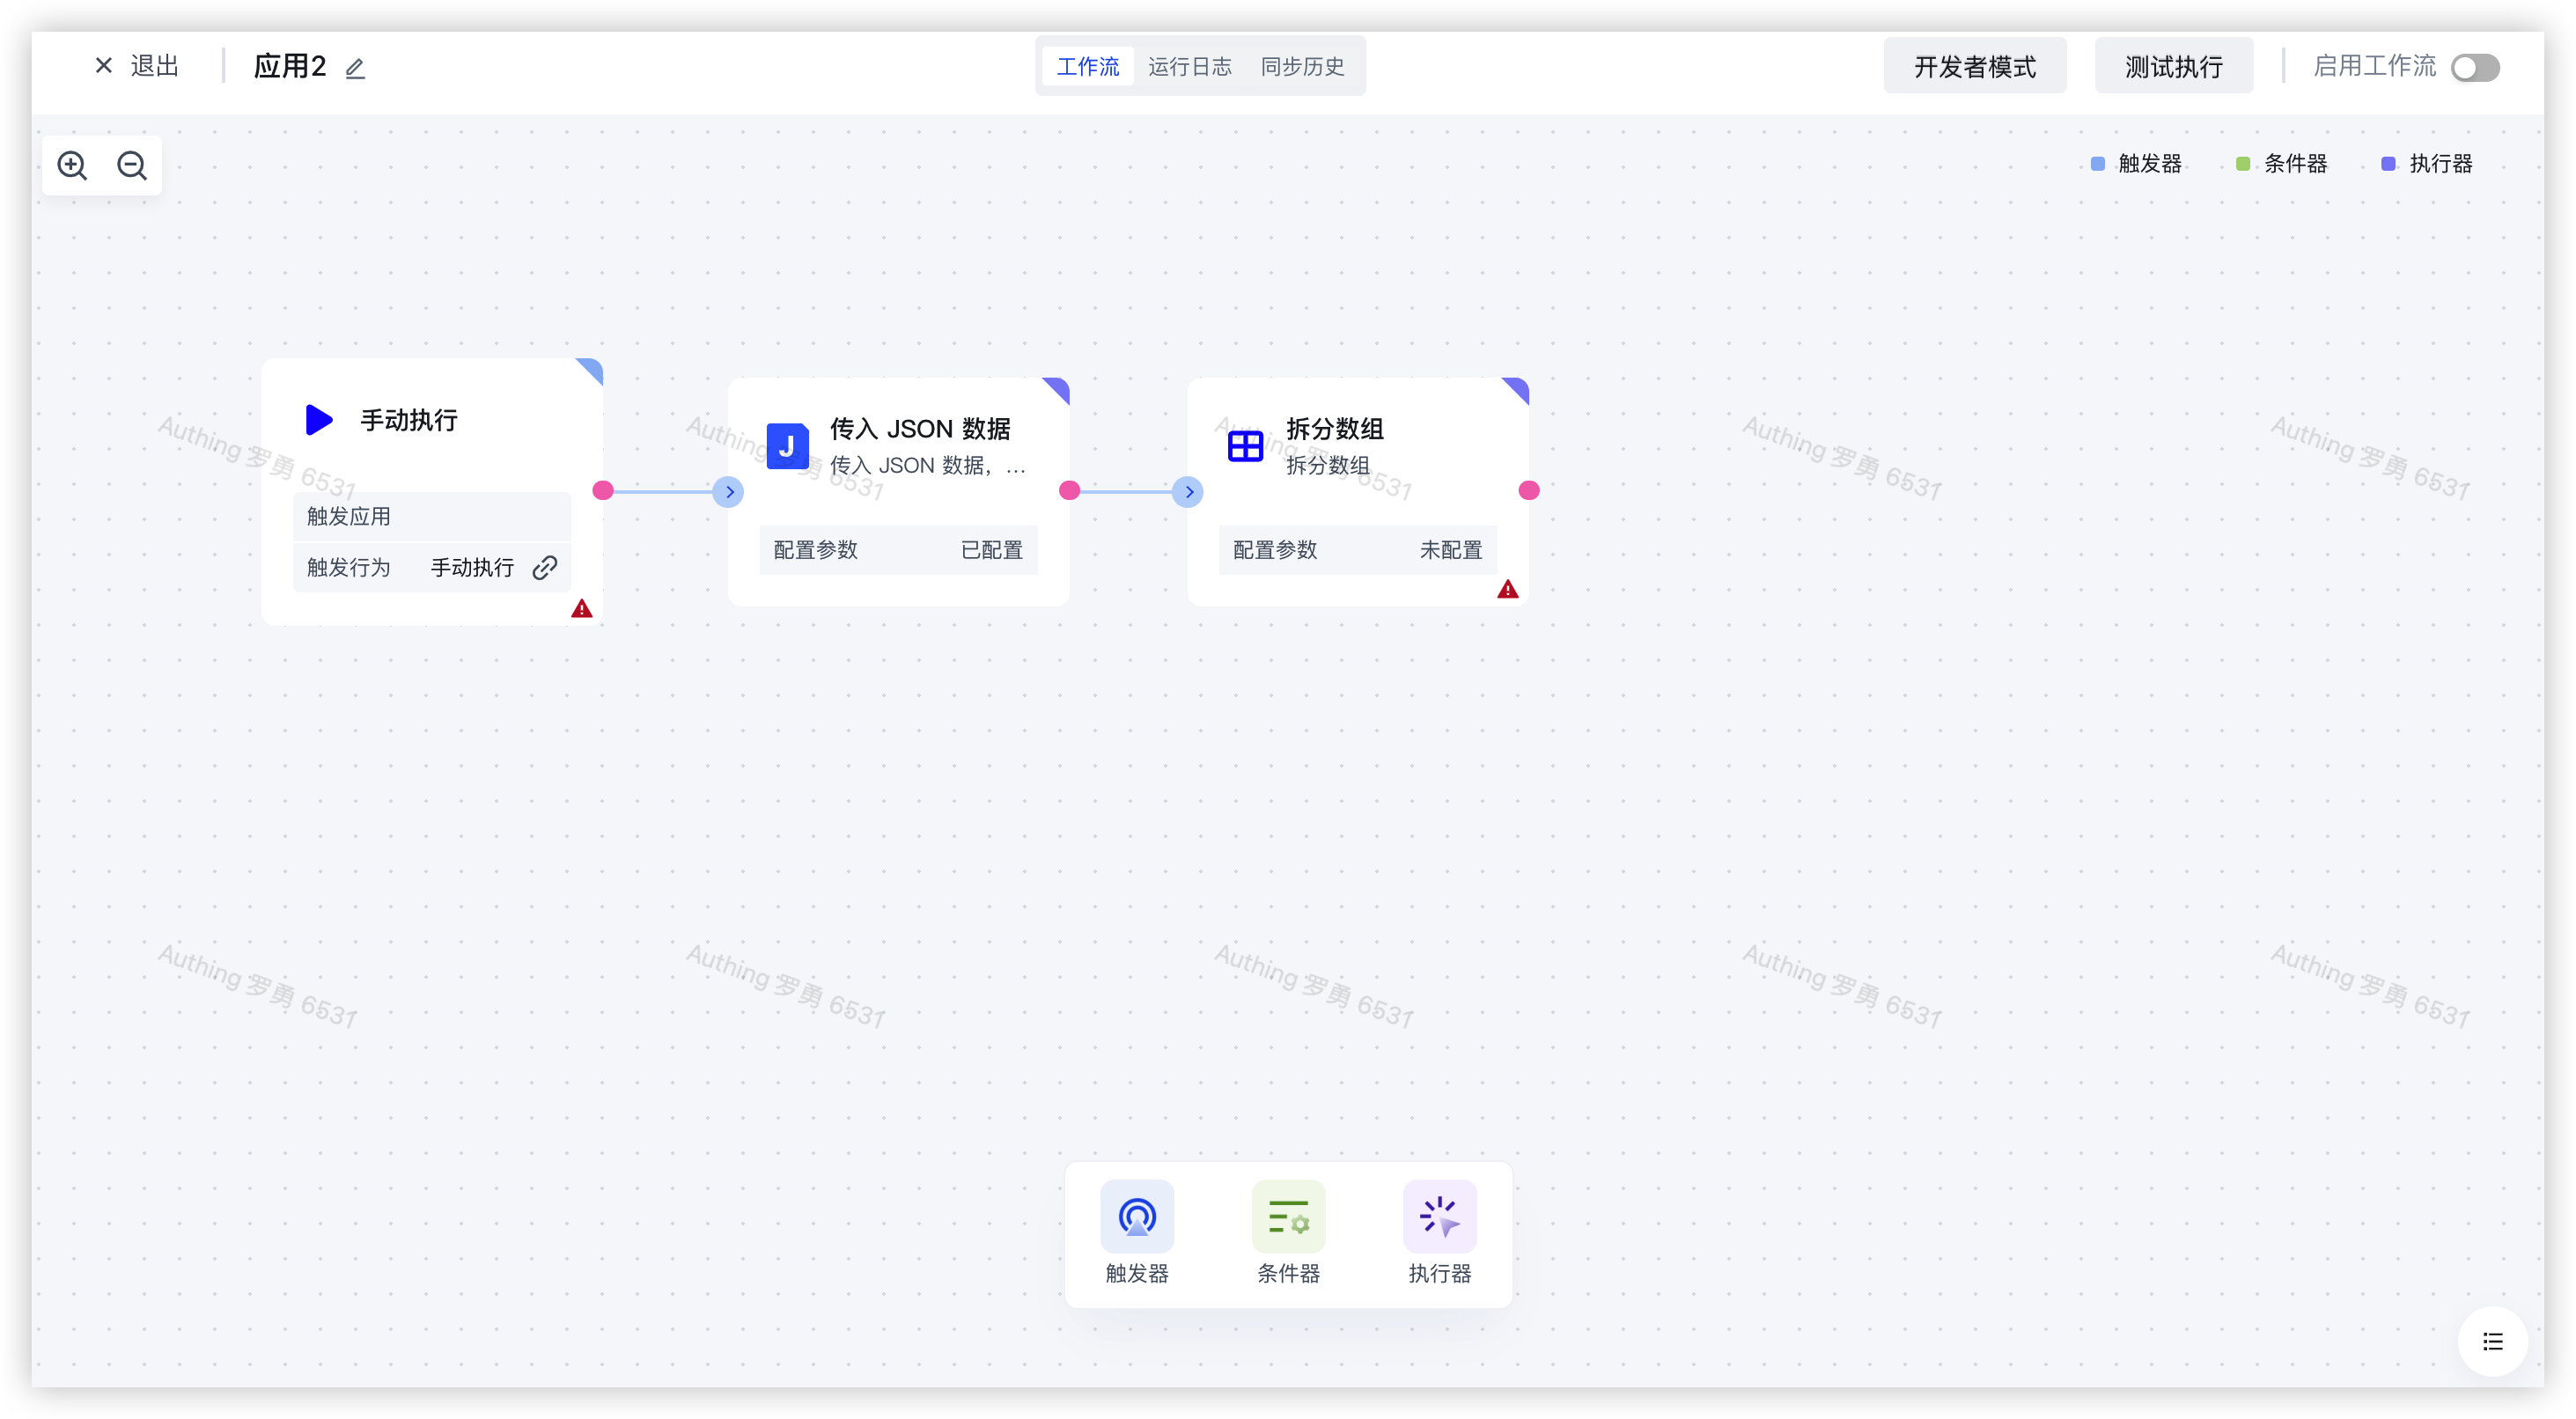 退出
应用2
工作流 运行日志 同步历史
开发者模式
测试执行
启用工作流
触发器 条件器 执行器
手动执行
触发应用
触发行为 手动执行
J
传入 JSON 数据
传入 JSON 数据, ...
配置参数 已配置
拆分数组
拆分数组
配置参数 未配置
Authing 罗勇 6531
Authing 罗勇 6531
Authing 罗勇 6531
Authing 罗勇 6531
Authing 罗勇 6531
Authing 罗勇 6531
Authing 罗勇 6531
Authing 罗勇 6531
Authing 罗勇 6531
Authing 罗勇 6531
触发器 条件器 执行器